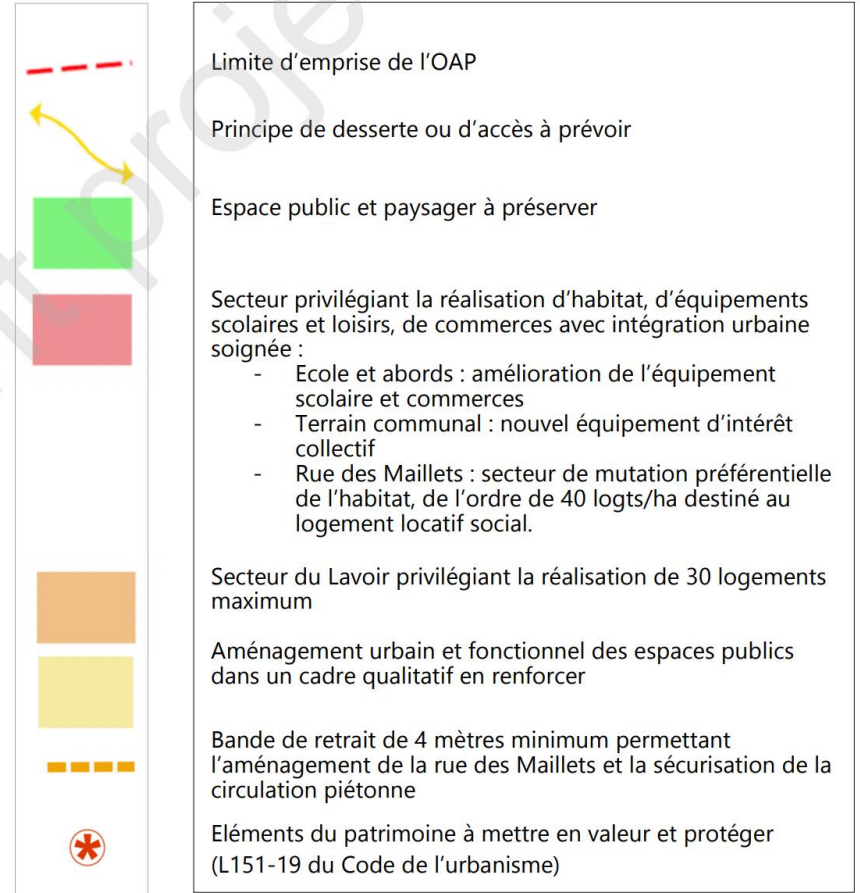 Limite d'emprise de l'OAP
Principe de desserte ou d'accès à prévoir
Espace public et paysager à préserver
Secteur privilégiant la réalisation d'habitat, d'équipements
scolaires et loisirs, de commerces avec intégration urbaine
soignée :
- Ecole et abords : amélioration de l'équipement
scolaire et commerces
- Terrain communal : nouvel équipement d'intérêt
collectif
- Rue des Maillets : secteur de mutation préférentielle
de l'habitat, de l'ordre de 40 logts/ha destiné au
logement locatif social.
Secteur du Lavoir privilégiant la réalisation de 30 logements
maximum
Aménagement urbain et fonctionnel des espaces publics
dans un cadre qualitatif en renforcer
Bande de retrait de 4 mètres minimum permettant
l'aménagement de la rue des Maillets et la sécurisation de la
circulation piétonne
Eléments du patrimoine à mettre en valeur et protéger
(L151-19 du Code de l'urbanisme)